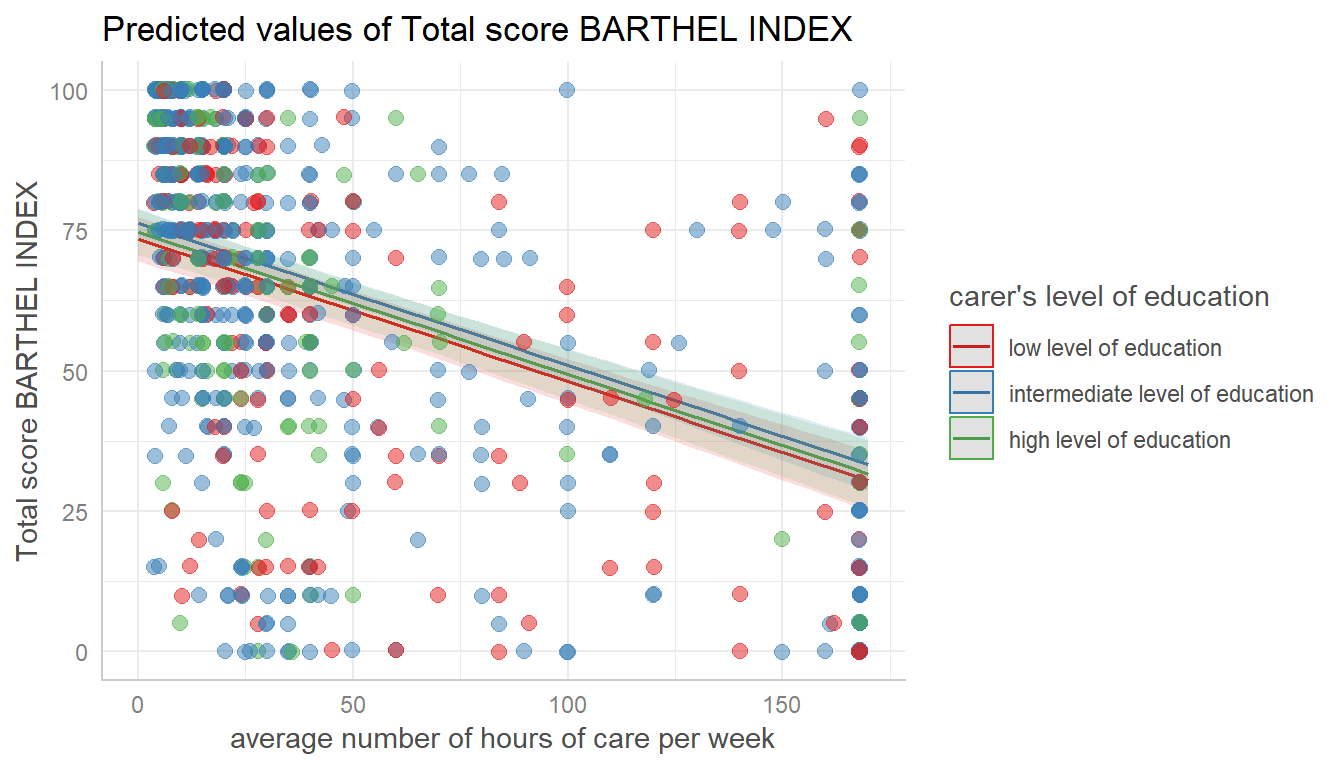 Predicted values of Total score BARTHEL INDEX
Total score BARTHEL INDEX
100
75
50
25
0
0
50
100
150
average number of hours of care per week
carer's level of education
low level of education
intermediate level of education
high level of education